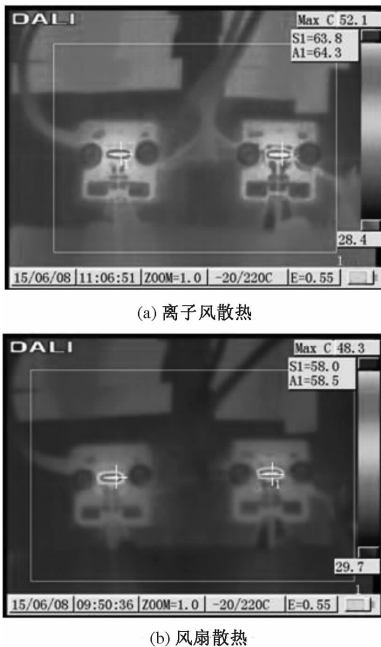 DALI
Max C 52.1
S1=63.8
A1=64.3
28.4
1
15/06/08 11:06:51 ZOOM=1.0 -20/220C E=0.55
(a) 离子风散热
DALI
Max C 48.3
S1=58.0
A1=58.5
29.7
1
15/06/08 09:50:36 ZOOM=1.0 -20/220C E=0.55
(b) 风扇散热